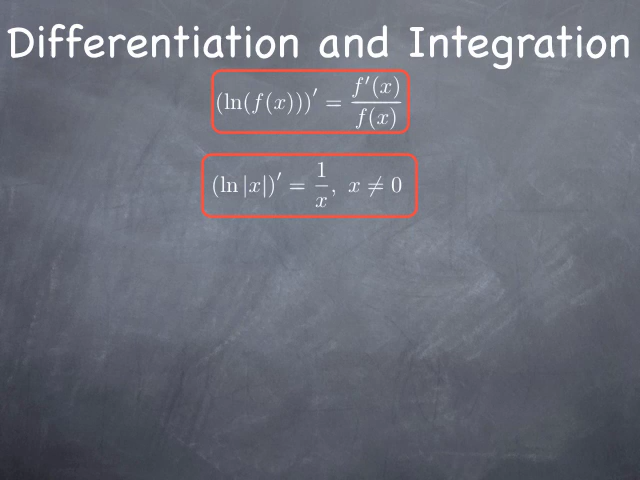 Differentiation and Integration
(ln(f(x)))′ = f′(x)/f(x)
(ln |x|)′ = 1/x, x ≠ 0